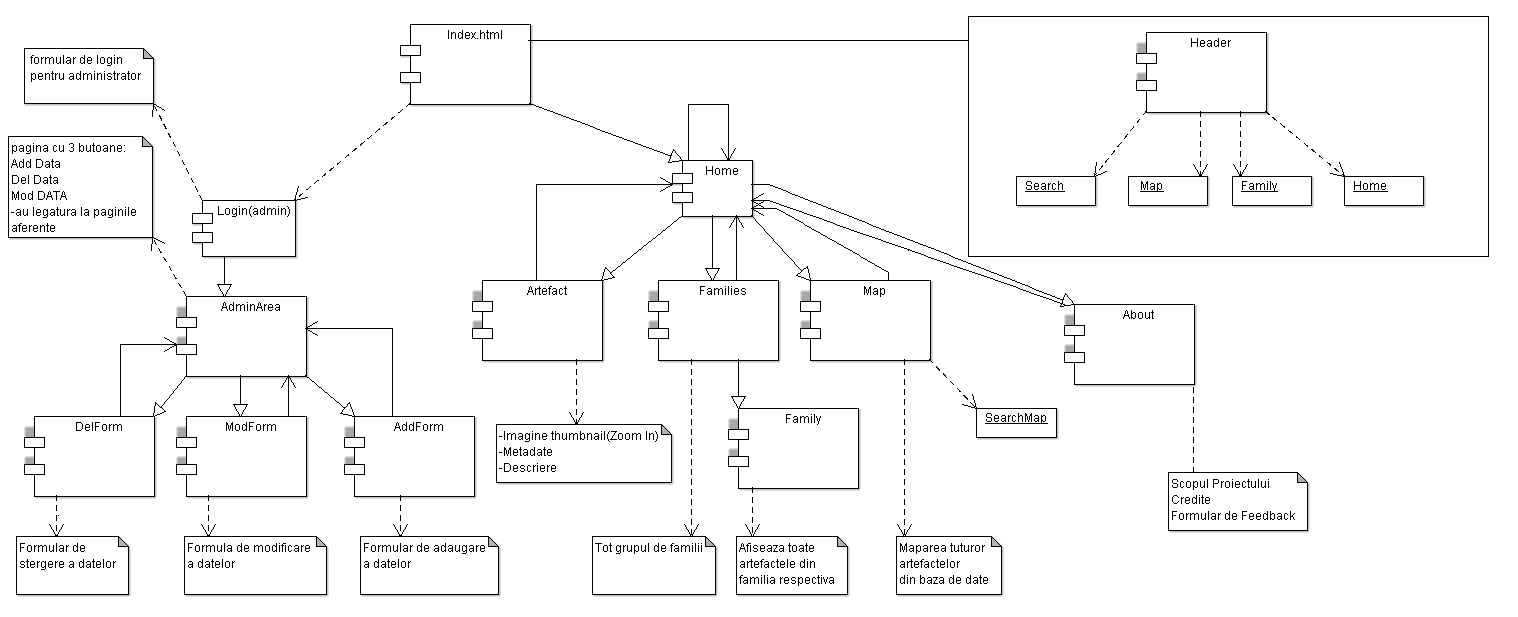 Index.html
Header
Search
Map
Family
Home
formular de login
pentru administrator
pagina cu 3 butoane:
Add Data
Del Data
Mod DATA
-au legatura la paginile
aferente
Login(admin)
Home
AdminArea
Artefact
Families
Map
About
DelForm
ModForm
AddForm
-Imagine thumbnail(Zoom In)
-Metadate
-Descriere
Family
SearchMap
Scopul Proiectului
Credite
Formular de Feedback
Formular de
stergere a datelor
Formula de modificare
a datelor
Formular de adaugare
a datelor
Tot grupul de familii
Afiseaza toate
artefactele din
familia respectiva
Maparea tuturor
artefactelor
din baza de date